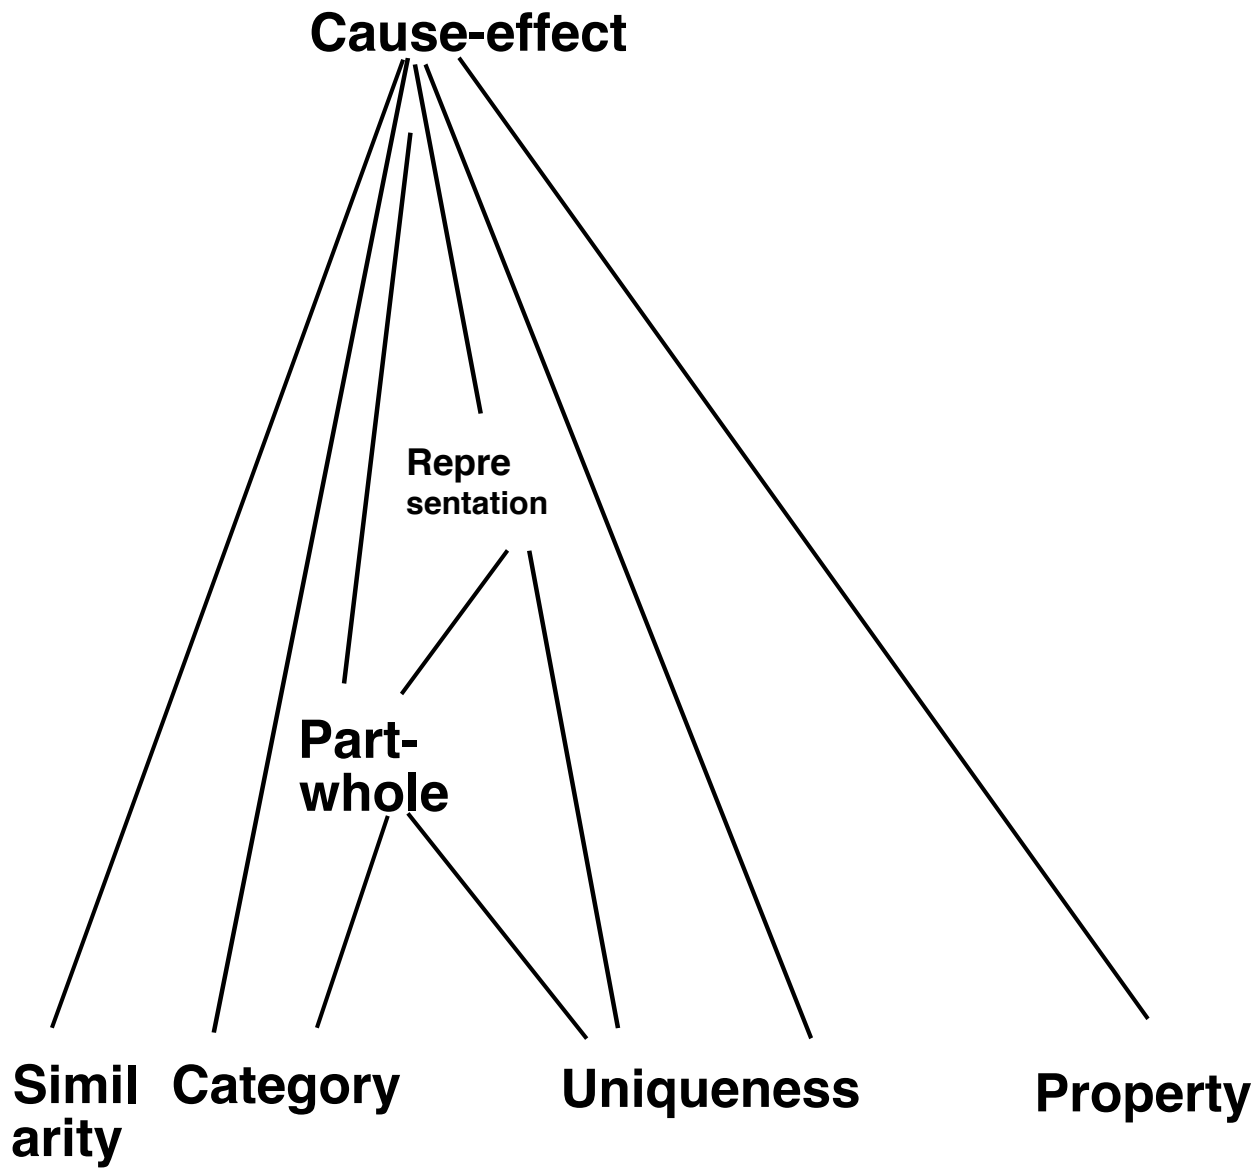 Cause-effect
Repre
sentation
Part-
whole
Simil
arity
Category
Uniqueness
Property